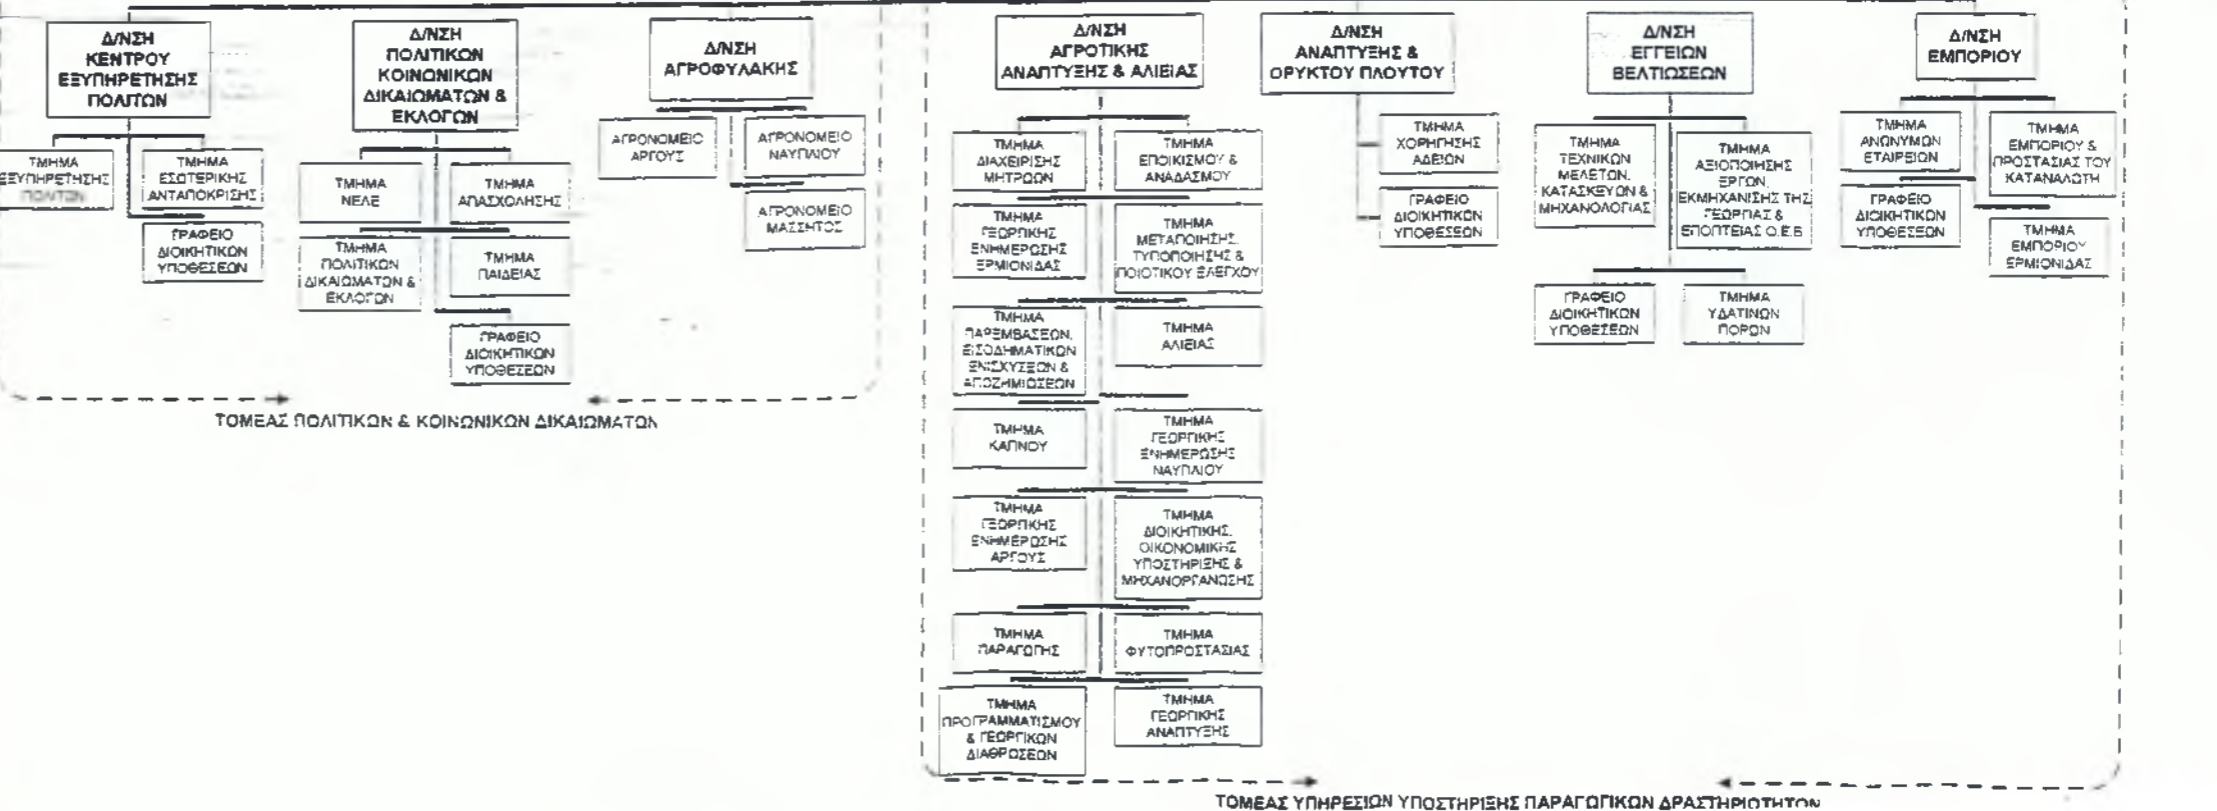 Δ/ΝΣΗ
ΚΕΝΤΡΟΥ
ΕΞΥΠΗΡΕΤΗΣΗΣ
ΠΟΛΙΤΩΝ
ΤΜΗΜΑ
ΕΞΥΠΗΡΕΤΗΣΗΣ
ΠΟΛΙΤΩΝ
ΤΜΗΜΑ
ΕΣΩΤΕΡΙΚΗΣ
ΑΝΤΑΠΟΚΡΙΣΗΣ
ΓΡΑΦΕΙΟ
ΔΙΟΙΚΗΤΙΚΩΝ
ΥΠΟΘΕΣΕΩΝ
Δ/ΝΣΗ
ΠΟΛΙΤΙΚΩΝ
ΚΟΙΝΩΝΙΚΩΝ
ΔΙΚΑΙΩΜΑΤΩΝ &
ΕΚΛΟΓΩΝ
ΤΜΗΜΑ
ΝΕΛΕ
ΤΜΗΜΑ
ΑΠΑΣΧΟΛΗΣΗΣ
ΤΜΗΜΑ
ΠΟΛΙΤΙΚΩΝ
ΔΙΚΑΙΩΜΑΤΩΝ &
ΕΚΛΟΓΩΝ
ΤΜΗΜΑ
ΠΑΙΔΕΙΑΣ
ΓΡΑΦΕΙΟ
ΔΙΟΙΚΗΤΙΚΩΝ
ΥΠΟΘΕΣΕΩΝ
Δ/ΝΣΗ
ΑΓΡΟΦΥΛΑΚΗΣ
ΑΓΡΟΝΟΜΕΙΟ
ΑΡΓΟΥΣ
ΑΓΡΟΝΟΜΕΙΟ
ΝΑΥΠΛΙΟΥ
ΑΓΡΟΝΟΜΕΙΟ
ΜΑΣΣΗΤΟΣ
ΤΟΜΕΑΣ ΠΟΛΙΤΙΚΩΝ & ΚΟΙΝΩΝΙΚΩΝ ΔΙΚΑΙΩΜΑΤΩΝ
Δ/ΝΣΗ
ΑΓΡΟΤΙΚΗΣ
ΑΝΑΠΤΥΞΗΣ & ΑΛΙΕΙΑΣ
ΤΜΗΜΑ
ΔΙΑΧΕΙΡΙΣΗΣ
ΜΗΤΡΩΩΝ
ΤΜΗΜΑ
ΕΠΟΙΚΙΣΜΟΥ &
ΑΝΑΔΑΣΜΟΥ
ΤΜΗΜΑ
ΓΕΩΡΓΙΚΗΣ
ΕΝΗΜΕΡΩΣΗΣ
ΕΡΜΙΟΝΙΔΑΣ
ΤΜΗΜΑ
ΜΕΤΑΠΟΙΗΣΗΣ,
ΤΥΠΟΠΟΙΗΣΗΣ &
ΠΟΙΟΤΙΚΟΥ ΕΛΕΓΧΟΥ
ΤΜΗΜΑ
ΠΑΡΕΜΒΑΣΕΩΝ,
ΕΙΣΟΔΗΜΑΤΙΚΩΝ
ΕΝΙΣΧΥΣΕΩΝ &
ΑΠΟΖΗΜΙΩΣΕΩΝ
ΤΜΗΜΑ
ΑΛΙΕΙΑΣ
ΤΜΗΜΑ
ΚΑΠΝΟΥ
ΤΜΗΜΑ
ΓΕΩΡΓΙΚΗΣ
ΕΝΗΜΕΡΩΣΗΣ
ΝΑΥΠΛΙΟΥ
ΤΜΗΜΑ
ΓΕΩΡΓΙΚΗΣ
ΕΝΗΜΕΡΩΣΗΣ
ΑΡΓΟΥΣ
ΤΜΗΜΑ
ΔΙΟΙΚΗΤΙΚΗΣ,
ΟΙΚΟΝΟΜΙΚΗΣ
ΥΠΟΣΤΗΡΙΞΗΣ &
ΜΗΧΑΝΟΡΓΑΝΩΣΗΣ
ΤΜΗΜΑ
ΠΑΡΑΓΩΓΗΣ
ΤΜΗΜΑ
ΦΥΤΟΠΡΟΣΤΑΣΙΑΣ
ΤΜΗΜΑ
ΠΡΟΓΡΑΜΜΑΤΙΣΜΟΥ
& ΓΕΩΡΓΙΚΩΝ
ΔΙΑΘΡΩΣΕΩΝ
ΤΜΗΜΑ
ΓΕΩΡΓΙΚΗΣ
ΑΝΑΠΤΥΞΗΣ
Δ/ΝΣΗ
ΑΝΑΠΤΥΞΗΣ &
ΟΡΥΚΤΟΥ ΠΛΟΥΤΟΥ
ΤΜΗΜΑ
ΧΟΡΗΓΗΣΗΣ
ΑΔΕΙΩΝ
ΓΡΑΦΕΙΟ
ΔΙΟΙΚΗΤΙΚΩΝ
ΥΠΟΘΕΣΕΩΝ
Δ/ΝΣΗ
ΕΓΓΕΙΩΝ
ΒΕΛΤΙΩΣΕΩΝ
ΤΜΗΜΑ
ΤΕΧΝΙΚΩΝ
ΜΕΛΕΤΩΝ,
ΚΑΤΑΣΚΕΥΩΝ &
ΜΗΧΑΝΟΛΟΓΙΑΣ
ΤΜΗΜΑ
ΑΞΙΟΠΟΙΗΣΗΣ
ΕΡΓΩΝ,
ΕΚΜΗΧΑΝΙΣΗΣ ΤΗΣ
ΓΕΩΡΓΙΑΣ &
ΕΠΟΠΤΕΙΑΣ Ο.Ε.Β
ΓΡΑΦΕΙΟ
ΔΙΟΙΚΗΤΙΚΩΝ
ΥΠΟΘΕΣΕΩΝ
ΤΜΗΜΑ
ΥΔΑΤΙΝΩΝ
ΠΟΡΩΝ
Δ/ΝΣΗ
ΕΜΠΟΡΙΟΥ
ΤΜΗΜΑ
ΑΝΩΝΥΜΩΝ
ΕΤΑΙΡΕΙΩΝ
ΤΜΗΜΑ
ΕΜΠΟΡΙΟΥ &
ΠΡΟΣΤΑΣΙΑΣ ΤΟΥ
ΚΑΤΑΝΑΛΩΤΗ
ΓΡΑΦΕΙΟ
ΔΙΟΙΚΗΤΙΚΩΝ
ΥΠΟΘΕΣΕΩΝ
ΤΜΗΜΑ
ΕΜΠΟΡΙΟΥ
ΕΡΜΙΟΝΙΔΑΣ
ΤΟΜΕΑΣ ΥΠΗΡΕΣΙΩΝ ΥΠΟΣΤΗΡΙΞΗΣ ΠΑΡΑΓΩΓΙΚΩΝ ΔΡΑΣΤΗΡΙΟΤΗΤΩΝ